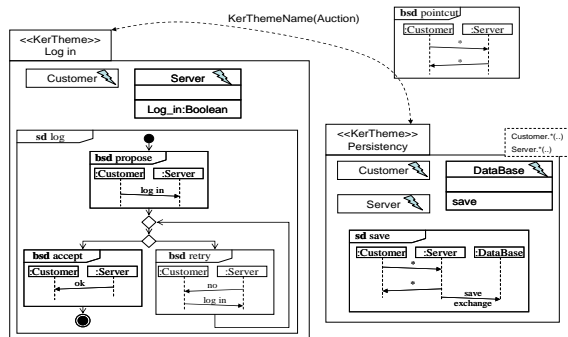 KerThemeName(Auction)
bsd pointcut
:Customer :Server
*
*
<<KerTheme>>
Log in
Customer
Server
Log_in:Boolean
sd log
bsd propose
:Customer :Server
log in
bsd accept
:Customer :Server
ok
bsd retry
:Customer :Server
no
log in
<<KerTheme>>
Persistency
Customer.*(..)
Server.*(..)
Customer
DataBase
Server
save
sd save
:Customer :Server :DataBase
*
*
save
exchange